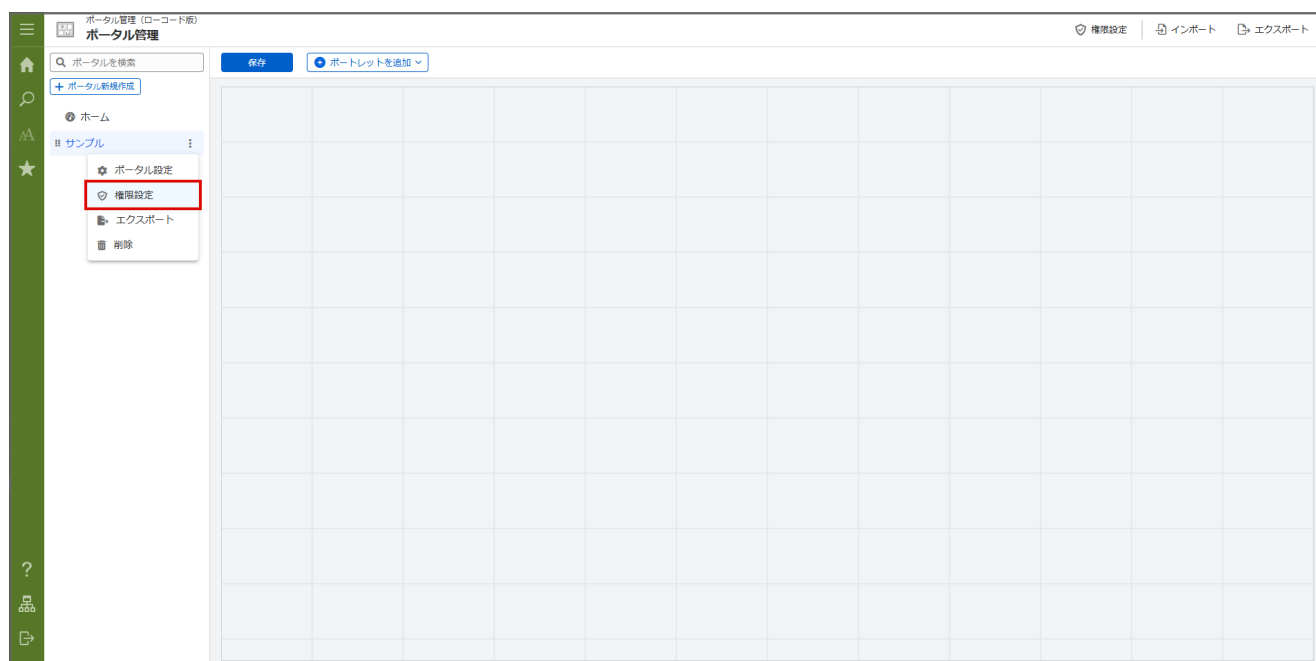 ポータル管理（ローコード版）
ポータル管理
権限設定
インポート
エクスポート
ポータルを検索
保存
ポートレットを追加
ポータル新規作成
ホーム
サンプル
ポータル設定
権限設定
エクスポート
削除